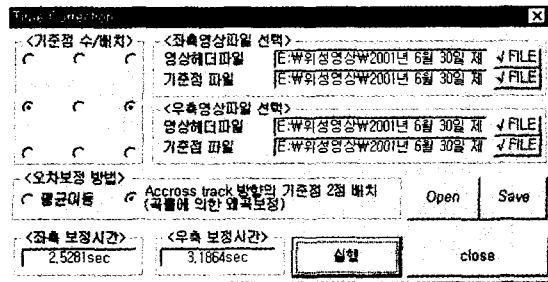 Time Correction
<기준점 수/배치>
<좌측영상파일 선택>
영상헤더파일 E:₩위성영상₩2001년 6월 30일 제 √ FILE
기준점 파일 E:₩위성영상₩2001년 6월 30일 제 √ FILE
<우측영상파일 선택>
영상헤더파일 E:₩위성영상₩2001년 6월 30일 제 √ FILE
기준점 파일 E:₩위성영상₩2001년 6월 30일 제 √ FILE
<오차보정 방법>
평균이동
Accross track 방향의 기준점 2점 배치
(곡률에 의한 왜곡보정)
Open Save
<좌측 보정시간>
2,5281sec
<우측 보정시간>
3,1864sec
실행
close